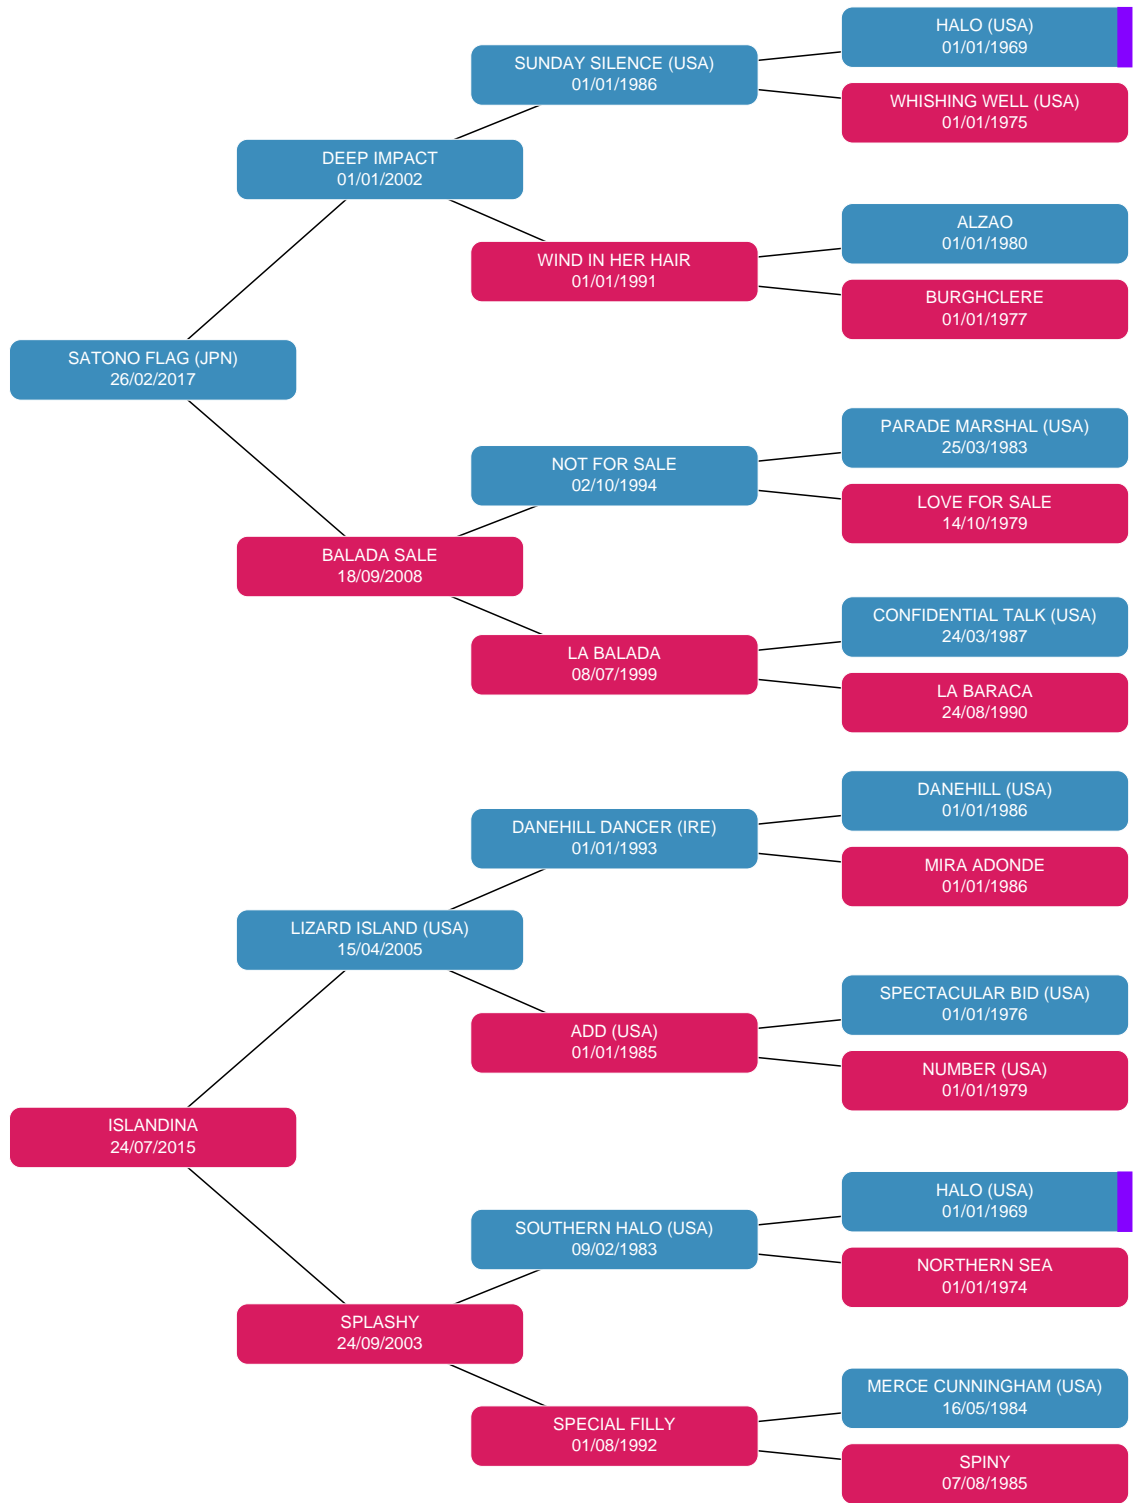 HALO (USA)
01/01/1969
SUNDAY SILENCE (USA)
01/01/1986
WHISHING WELL (USA)
01/01/1975
DEEP IMPACT
01/01/2002
ALZAO
01/01/1980
WIND IN HER HAIR
01/01/1991
BURGHCLERE
01/01/1977
SATONO FLAG (JPN)
26/02/2017
PARADE MARSHAL (USA)
25/03/1983
NOT FOR SALE
02/10/1994
LOVE FOR SALE
14/10/1979
BALADA SALE
18/09/2008
CONFIDENTIAL TALK (USA)
24/03/1987
LA BALADA
08/07/1999
LA BARACA
24/08/1990
DANEHILL (USA)
01/01/1986
DANEHILL DANCER (IRE)
01/01/1993
MIRA ADONDE
01/01/1986
LIZARD ISLAND (USA)
15/04/2005
SPECTACULAR BID (USA)
01/01/1976
ADD (USA)
01/01/1985
NUMBER (USA)
01/01/1979
ISLANDINA
24/07/2015
HALO (USA)
01/01/1969
SOUTHERN HALO (USA)
09/02/1983
NORTHERN SEA
01/01/1974
SPLASHY
24/09/2003
MERCE CUNNINGHAM (USA)
16/05/1984
SPECIAL FILLY
01/08/1992
SPINY
07/08/1985